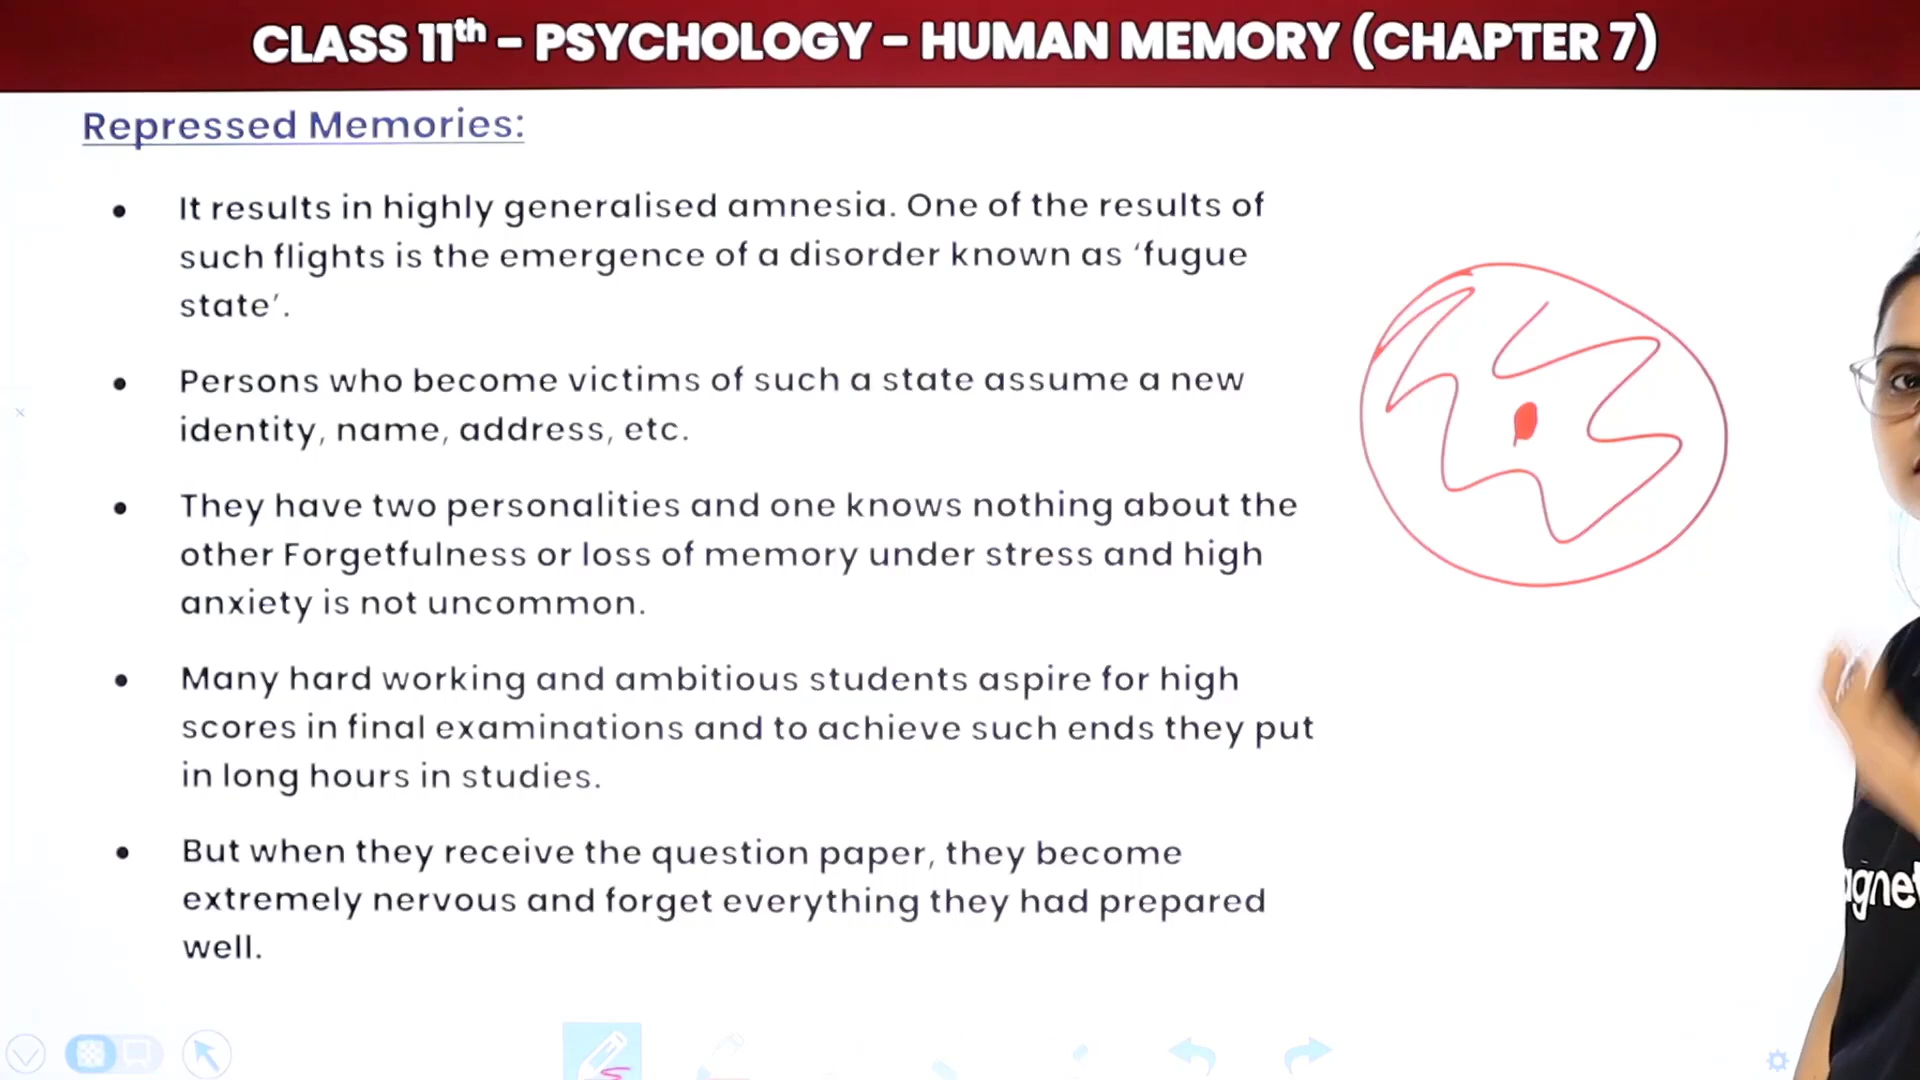 CLASS 11th – PSYCHOLOGY – HUMAN MEMORY (CHAPTER 7)
Repressed Memories:
• It results in highly generalised amnesia. One of the results of
such flights is the emergence of a disorder known as ‘fugue
state’.
• Persons who become victims of such a state assume a new
identity, name, address, etc.
• They have two personalities and one knows nothing about the
other Forgetfulness or loss of memory under stress and high
anxiety is not uncommon.
• Many hard working and ambitious students aspire for high
scores in final examinations and to achieve such ends they put
in long hours in studies.
• But when they receive the question paper, they become
extremely nervous and forget everything they had prepared
well.
agnet